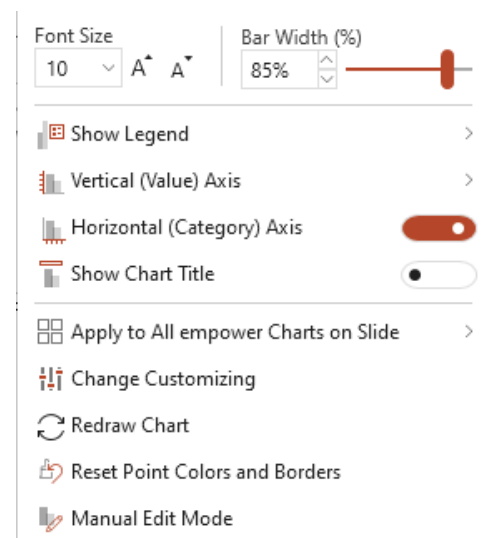 Font Size
Bar Width (%)
10
A
A
85%
Show Legend
Vertical (Value) Axis
Horizontal (Category) Axis
Show Chart Title
Apply to All empower Charts on Slide
Change Customizing
Redraw Chart
Reset Point Colors and Borders
Manual Edit Mode